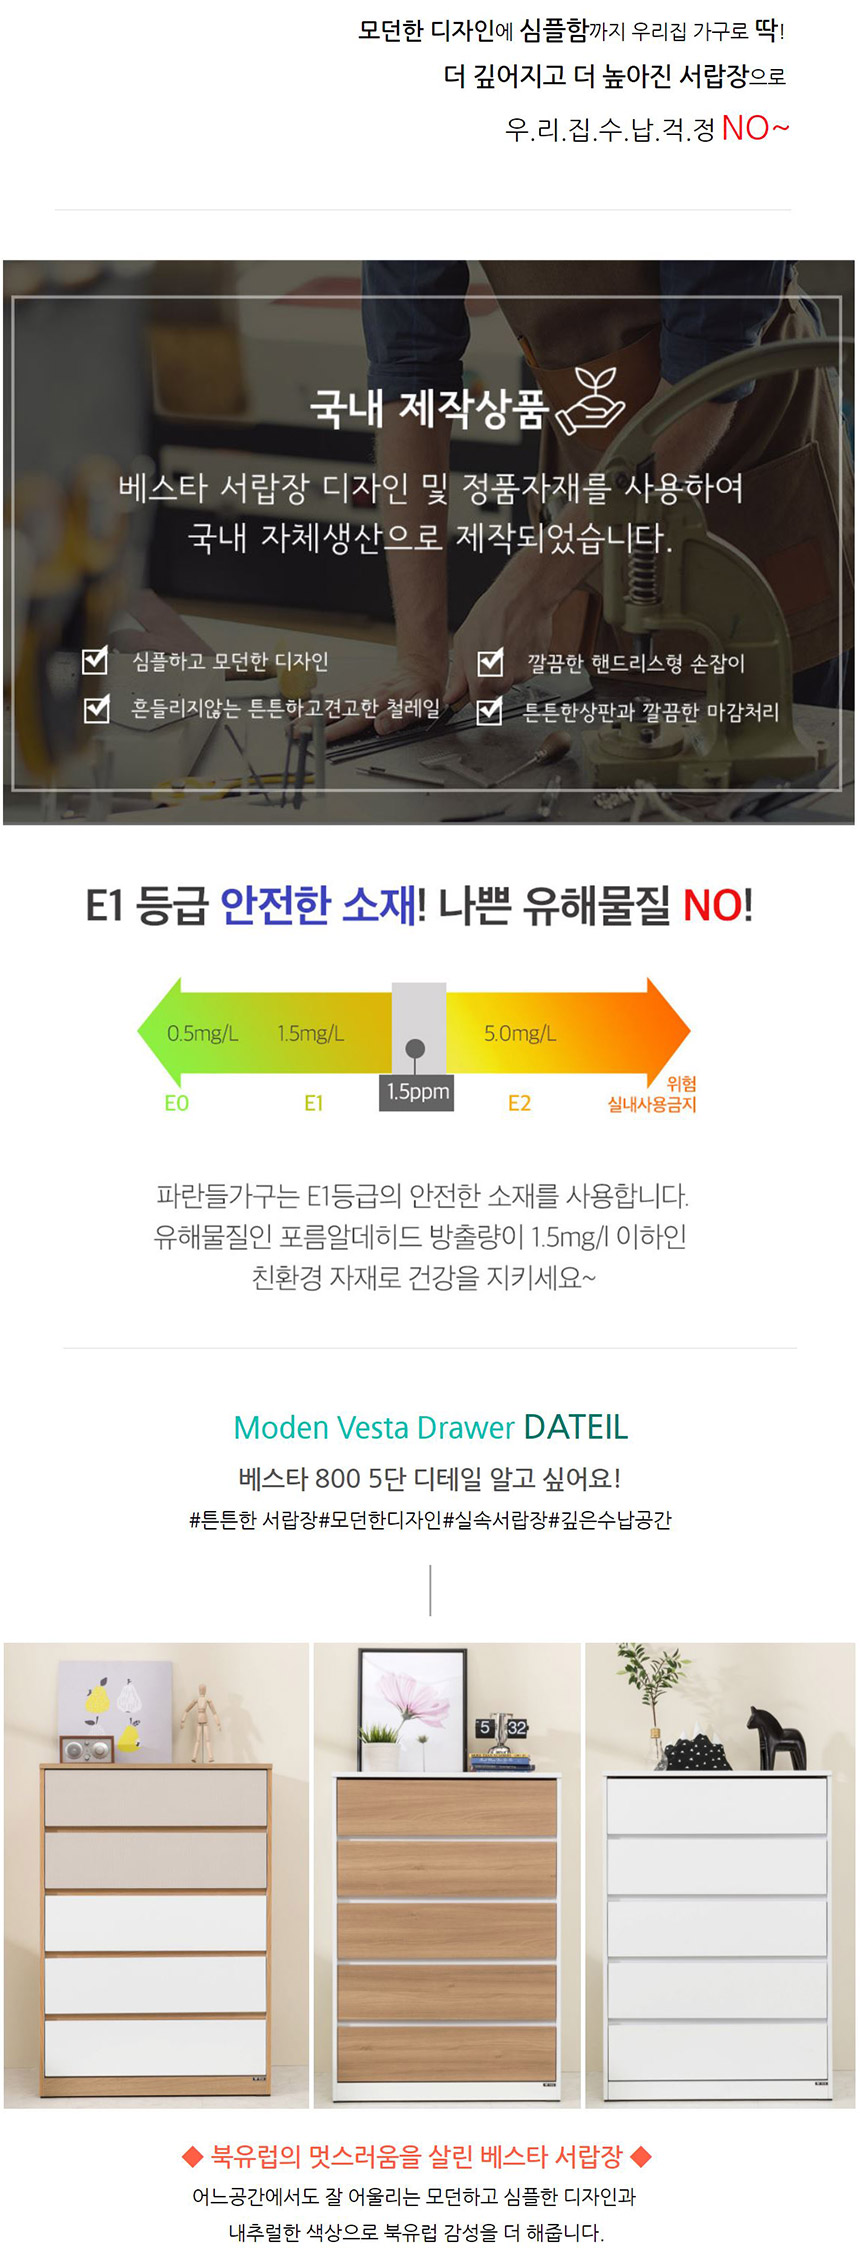 모던한 디자인에 심플함까지 우리집 가구로 딱!
더 깊어지고 더 높아진 서랍장으로
우.리.집.수.납.걱.정 NO~
국내 제작상품
베스타 서랍장 디자인 및 정품자재를 사용하여
국내 자체생산으로 제작되었습니다.
심플하고 모던한 디자인
깔끔한 핸드리스형 손잡이
흔들리지않는 튼튼하고견고한 철레일
튼튼한상판과 깔끔한 마감처리
E1 등급 안전한 소재! 나쁜 유해물질 NO!
0.5mg/L 1.5mg/L 5.0mg/L
1.5ppm
E0 E1 E2
위험
실내사용금지
파란들가구는 E1등급의 안전한 소재를 사용합니다.
유해물질인 포름알데히드 방출량이 1.5mg/l 이하인
친환경 자재로 건강을 지키세요~
Moden Vesta Drawer DATEIL
베스타 800 5단 디테일 알고 싶어요!
#튼튼한 서랍장#모던한디자인#실속서랍장#깊은수납공간
5 32
◆ 북유럽의 멋스러움을 살린 베스타 서랍장 ◆
어느공간에서도 잘 어울리는 모던하고 심플한 디자인과
내추럴한 색상으로 북유럽 감성을 더 해줍니다.